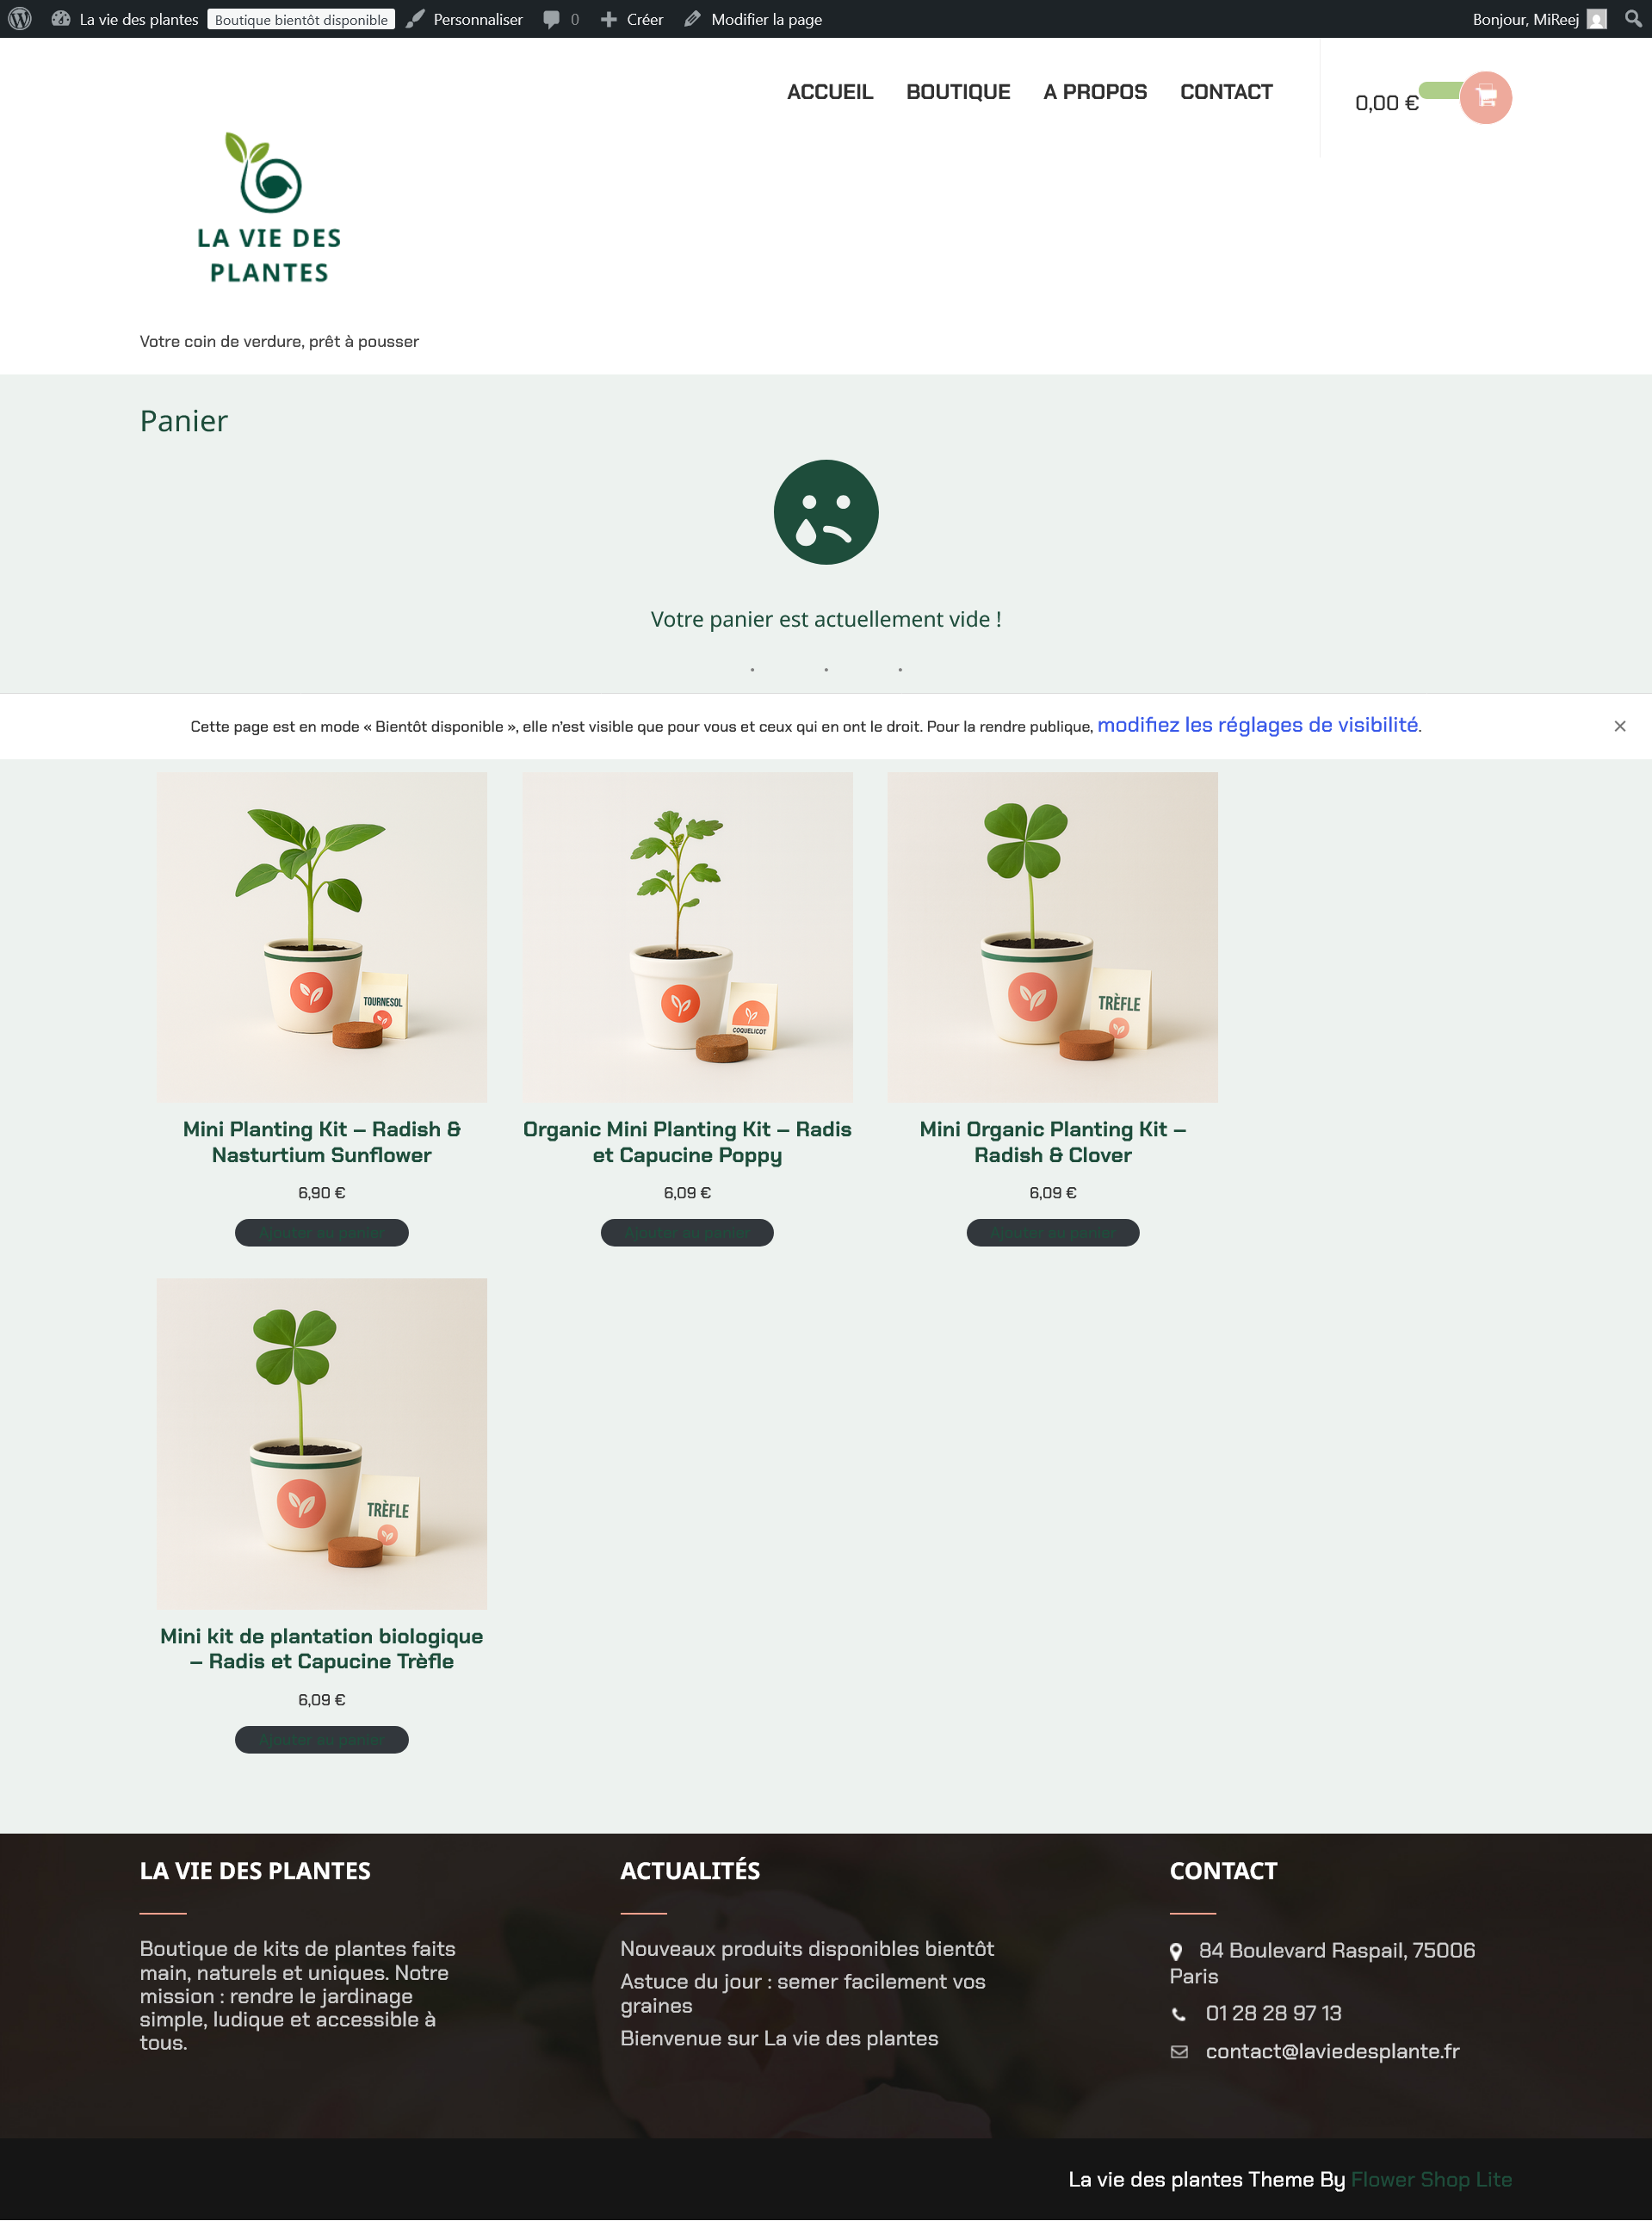 La vie des plantes Boutique bientôt disponible Personnaliser 0 Créer Modifier la page Bonjour, MiReej
ACCUEIL BOUTIQUE A PROPOS CONTACT 0,00 €
LA VIE DES
PLANTES
Votre coin de verdure, prêt à pousser
Panier
Votre panier est actuellement vide !
Cette page est en mode « Bientôt disponible », elle n'est visible que pour vous et ceux qui en ont le droit. Pour la rendre publique, modifiez les réglages de visibilité.
TOURNESOL
COQUELICOT
TRÈFLE
Mini Planting Kit – Radish &
Nasturtium Sunflower
6,90 €
Ajouter au panier
Organic Mini Planting Kit – Radis
et Capucine Poppy
6,09 €
Ajouter au panier
Mini Organic Planting Kit –
Radish & Clover
6,09 €
Ajouter au panier
TRÈFLE
Mini kit de plantation biologique
– Radis et Capucine Trèfle
6,09 €
Ajouter au panier
LA VIE DES PLANTES
Boutique de kits de plantes faits
main, naturels et uniques. Notre
mission : rendre le jardinage
simple, ludique et accessible à
tous.
ACTUALITÉS
Nouveaux produits disponibles bientôt
Astuce du jour : semer facilement vos
graines
Bienvenue sur La vie des plantes
CONTACT
84 Boulevard Raspail, 75006
Paris
01 28 28 97 13
contact@laviedesplante.fr
La vie des plantes Theme By Flower Shop Lite